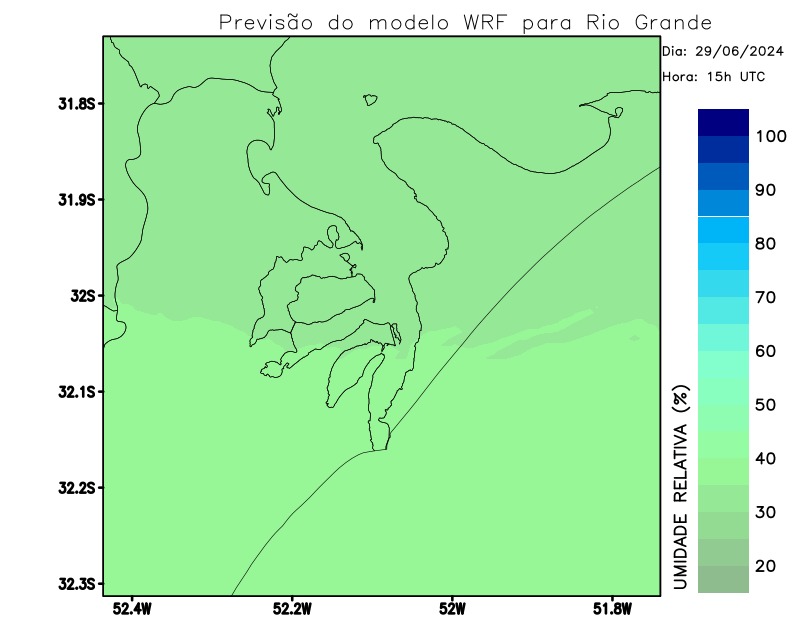 Previsão do modelo WRF para Rio Grande
Dia: 29/06/2024
Hora: 15h UTC
31.8S
31.9S
32S
32.1S
32.2S
32.3S
52.4W
52.2W
52W
51.8W
100
90
80
70
60
50
40
30
20
UMIDADE RELATIVA (%)